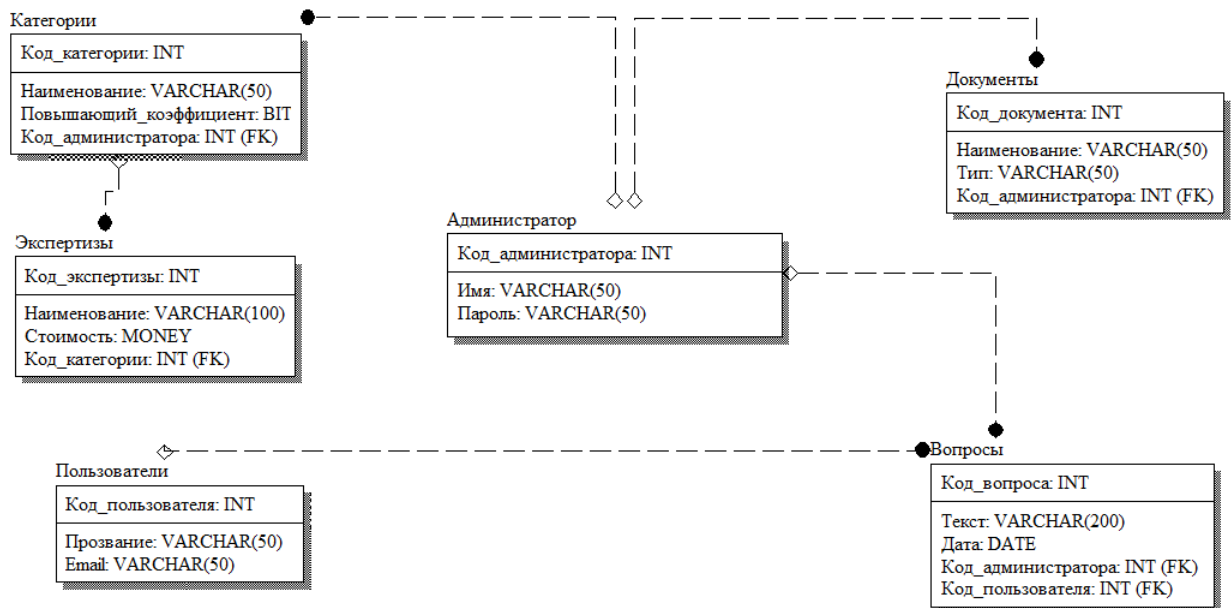 Категории
Код_категории: INT
Наименование: VARCHAR(50)
Повышающий_коэффициент: BIT
Код_администратора: INT (FK)
Документы
Код_документа: INT
Наименование: VARCHAR(50)
Тип: VARCHAR(50)
Код_администратора: INT (FK)
Администратор
Код_администратора: INT
Имя: VARCHAR(50)
Пароль: VARCHAR(50)
Экспертизы
Код_экспертизы: INT
Наименование: VARCHAR(100)
Стоимость: MONEY
Код_категории: INT (FK)
Пользователи
Код_пользователя: INT
Прозвание: VARCHAR(50)
Email: VARCHAR(50)
Вопросы
Код_вопроса: INT
Текст: VARCHAR(200)
Дата: DATE
Код_администратора: INT (FK)
Код_пользователя: INT (FK)